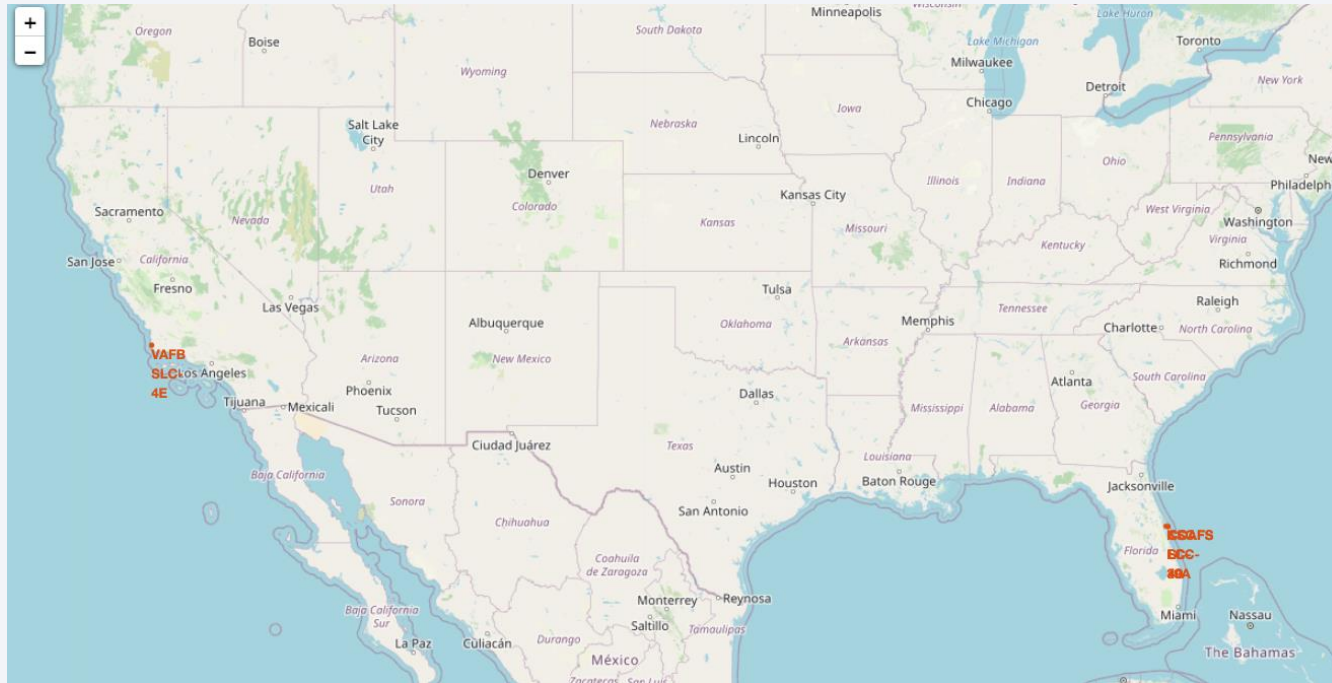 +
−
Oregon
Boise
South Dakota
Minneapolis
Wisconsin
Lake Huron
Toronto
Wyoming
Lake Michigan
Milwaukee
Detroit
New York
Iowa
Chicago
Salt Lake
City
Nebraska
Lincoln
Pennsylvania
Ohio
Utah
Denver
Colorado
Illinois
Indiana
Philadelph
Kansas City
Sacramento
Nevada
Kansas
Missouri
West Virginia
Washington
Virginia
San Jose
California
Kentucky
Richmond
Fresno
Las Vegas
Tulsa
Raleigh
Albuquerque
Oklahoma
Memphis
Tennessee
Charlotte
North Carolina
VAFB
SLC-
4E
Los Angeles
Arizona
New Mexico
Arkansas
Atlanta
South Carolina
Phoenix
Tucson
Dallas
Mississippi
Alabama
Georgia
Tijuana
Mexicali
Ciudad Juárez
Texas
Louisiana
Baja California
Austin
Houston
Baton Rouge
Jacksonville
Sonora
San Antonio
Chihuahua
Florida
Coahuila
de Zaragoza
Monterrey
Reynosa
Saltillo
Tamaulipas
Miami
Nassau
Baja California
Sur
La Paz
Culiacán
Durango
México
The Bahamas
Zacatecas
San Luis